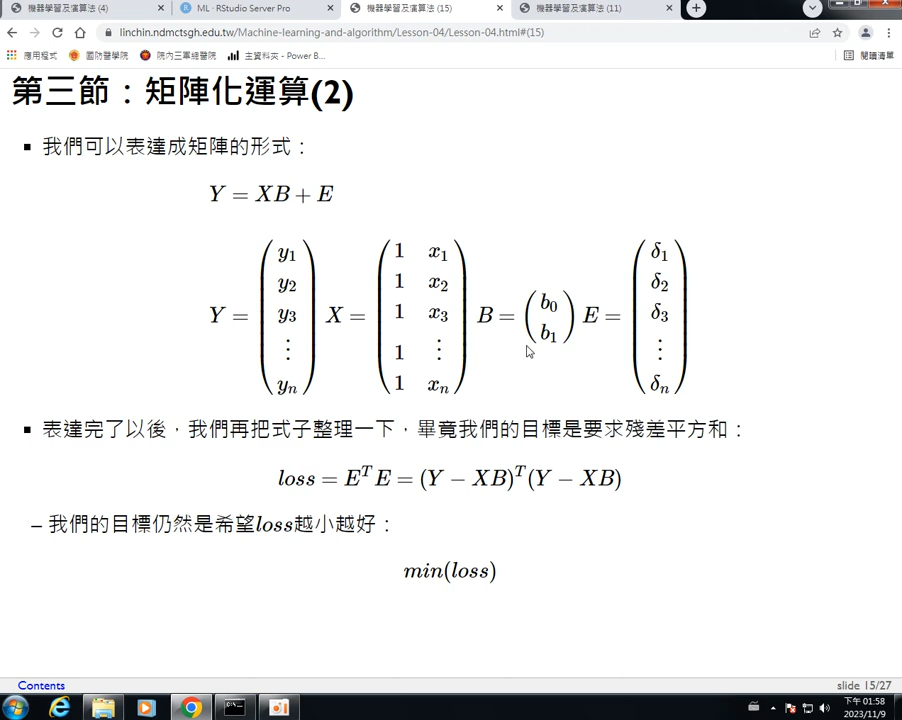 機器學習及演算法 (4)
ML - RStudio Server Pro
機器學習及演算法 (15)
機器學習及演算法 (11)
linchin.ndmctsgh.edu.tw/Machine-learning-and-algorithm/Lesson-04/Lesson-04.html#(15)
應用程式 國防醫學院 院內三軍總醫院 主資料夾 - Power B... 閱讀清單
第三節：矩陣化運算(2)
我們可以表達成矩陣的形式：
Y = XB + E
Y = (y1 y2 y3 ⋮ yn) X = (1 x1 1 x2 1 x3 1 ⋮ 1 xn) B = (b0 b1) E = (δ1 δ2 δ3 ⋮ δn)
表達完了以後，我們再把式子整理一下，畢竟我們的目標是要求殘差平方和：
loss = E^T E = (Y − XB)^T (Y − XB)
– 我們的目標仍然是希望loss越小越好：
min(loss)
Contents
slide 15/27
下午 01:58
2023/11/9